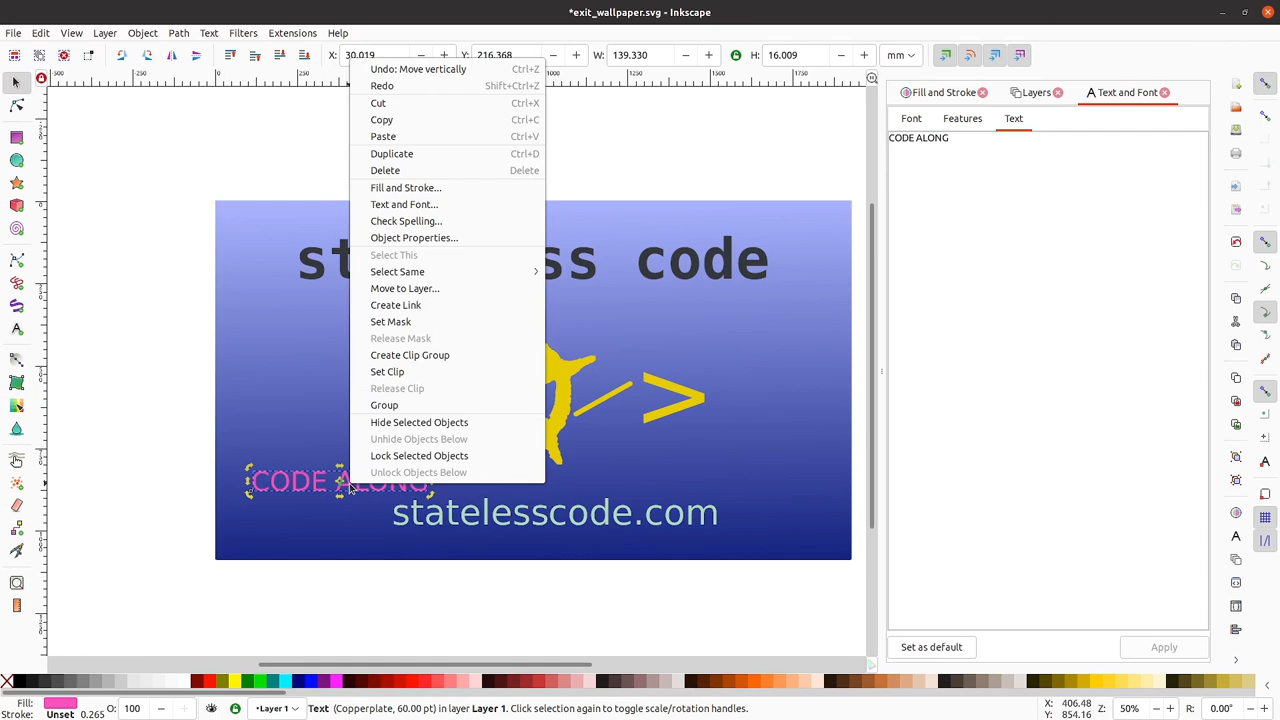 *exit_wallpaper.svg - Inkscape
File Edit View Layer Object Path Text Filters Extensions Help
X: 30.019 Y: 216.368 W: 139.330 H: 16.009 mm
Undo: Move vertically Ctrl+Z
Redo Shift+Ctrl+Z
Cut Ctrl+X
Copy Ctrl+C
Paste Ctrl+V
Duplicate Ctrl+D
Delete Delete
Fill and Stroke...
Text and Font...
Check Spelling...
Object Properties...
Select This
Select Same
Move to Layer...
Create Link
Set Mask
Release Mask
Create Clip Group
Set Clip
Release Clip
Group
Hide Selected Objects
Unhide Objects Below
Lock Selected Objects
Unlock Objects Below
Fill and Stroke Layers Text and Font
Font Features Text
CODE ALONG
code
/>
CODE
statelesscode.com
Set as default Apply
Fill:
Stroke: Unset 0.265
O: 100
Layer 1
Text (Copperplate, 60.00 pt) in layer Layer 1. Click selection again to toggle scale/rotation handles.
X: 406.48
Y: 854.16
Z: 50%
R: 0.00°